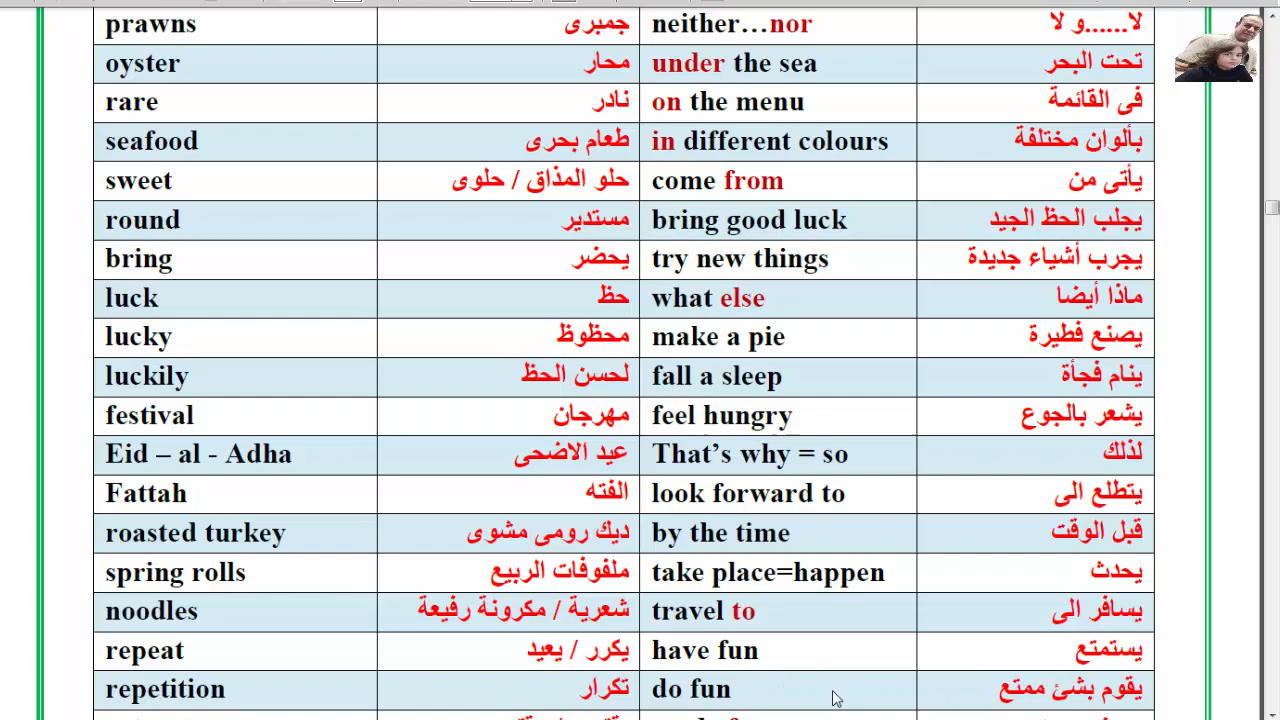 prawns جمبرى neither…nor لا......و لا
oyster محار under the sea تحت البحر
rare نادر on the menu فى القائمة
seafood طعام بحرى in different colours بألوان مختلفة
sweet حلو المذاق / حلوى come from يأتى من
round مستدير bring good luck يجلب الحظ الجيد
bring يحضر try new things يجرب أشياء جديدة
luck حظ what else ماذا أيضا
lucky محظوظ make a pie يصنع فطيرة
luckily لحسن الحظ fall a sleep ينام فجأة
festival مهرجان feel hungry يشعر بالجوع
Eid – al - Adha عيد الاضحى That’s why = so لذلك
Fattah الفته look forward to يتطلع الى
roasted turkey ديك رومى مشوى by the time قبل الوقت
spring rolls ملفوفات الربيع take place=happen يحدث
noodles شعرية / مكرونة رفيعة travel to يسافر الى
repeat يكرر / يعيد have fun يستمتع
repetition تكرار do fun يقوم بشئ ممتع